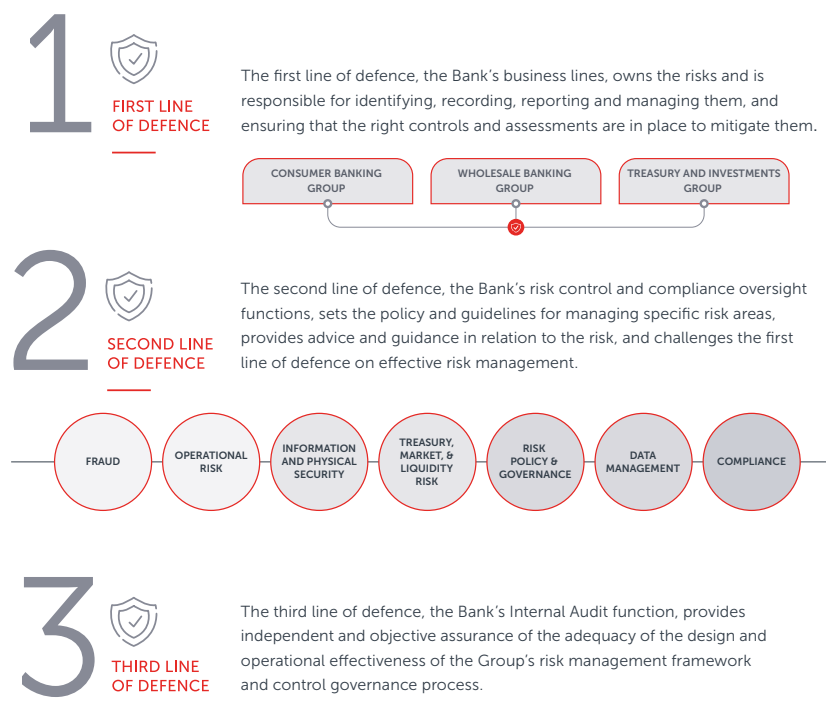 1
FIRST LINE
OF DEFENCE
The first line of defence, the Bank's business lines, owns the risks and is
responsible for identifying, recording, reporting and managing them, and
ensuring that the right controls and assessments are in place to mitigate them.
CONSUMER BANKING
GROUP
WHOLESALE BANKING
GROUP
TREASURY AND INVESTMENTS
GROUP
2
SECOND LINE
OF DEFENCE
The second line of defence, the Bank's risk control and compliance oversight
functions, sets the policy and guidelines for managing specific risk areas,
provides advice and guidance in relation to the risk, and challenges the first
line of defence on effective risk management.
FRAUD
OPERATIONAL
RISK
INFORMATION
AND PHYSICAL
SECURITY
TREASURY,
MARKET, &
LIQUIDITY
RISK
RISK
POLICY &
GOVERNANCE
DATA
MANAGEMENT
COMPLIANCE
3
THIRD LINE
OF DEFENCE
The third line of defence, the Bank's Internal Audit function, provides
independent and objective assurance of the adequacy of the design and
operational effectiveness of the Group's risk management framework
and control governance process.